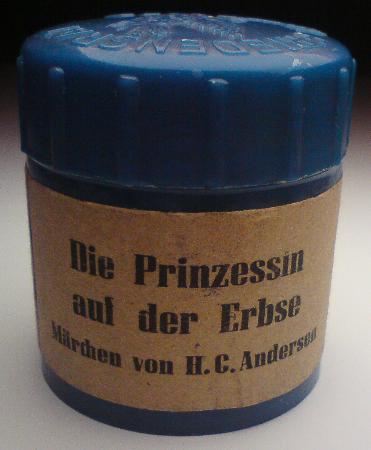 Die Prinzessin
auf der Erbse
Märchen von H. C. Andersen